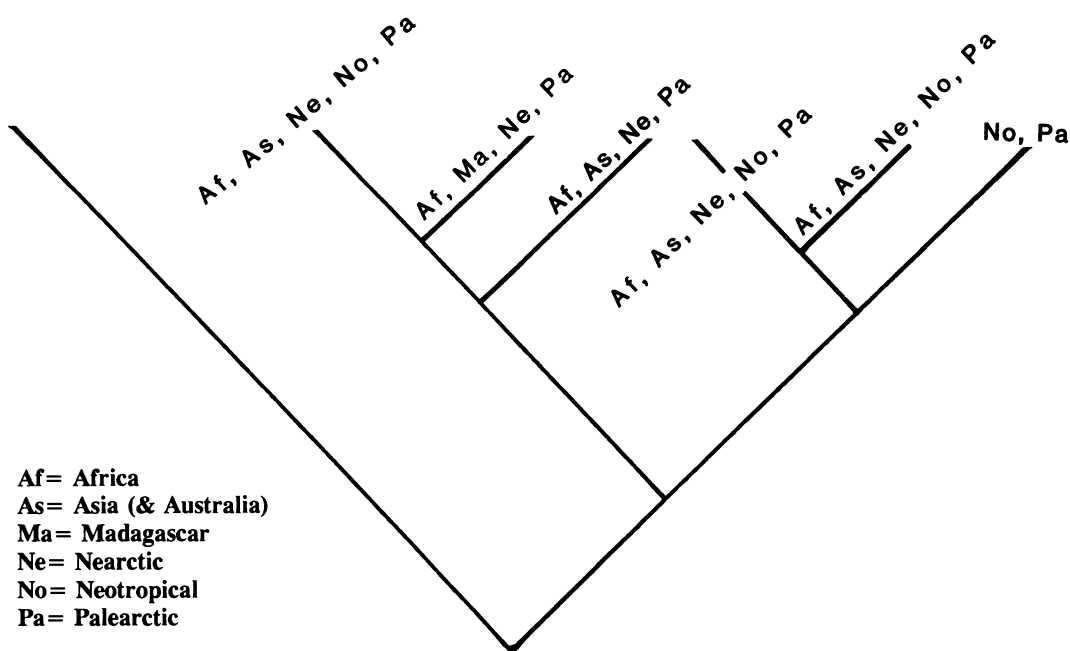 Af, As, Ne, No, Pa
Af, Ma, Ne, Pa
Af, As, Ne, Pa
Af, As, Ne, No, Pa
Af, As, Ne, No, Pa
No, Pa
Af= Africa
As= Asia (& Australia)
Ma= Madagascar
Ne= Nearctic
No= Neotropical
Pa= Palearctic